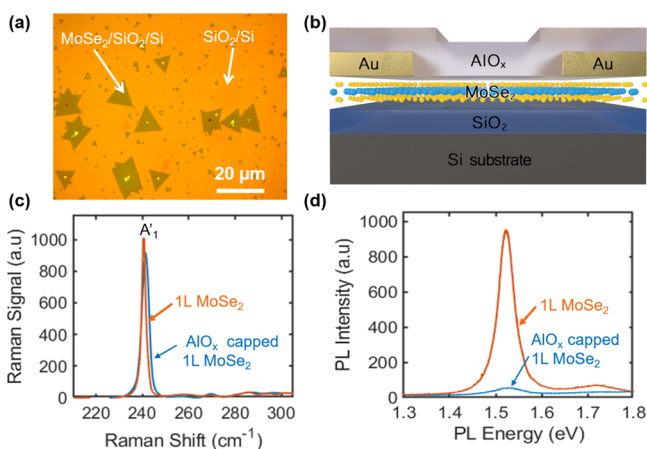 (a)
MoSe₂/SiO₂/Si
SiO₂/Si
20 µm
(b)
Au
AlOₓ
Au
MoSe₂
SiO₂
Si substrate
(c)
Raman Signal (a.u)
1000
800
600
400
200
0
A'₁
1L MoSe₂
AlOₓ capped
1L MoSe₂
220 240 260 280 300
Raman Shift (cm⁻¹)
(d)
PL Intensity (a.u)
1000
800
600
400
200
0
1L MoSe₂
AlOₓ capped
1L MoSe₂
1.3 1.4 1.5 1.6 1.7 1.8
PL Energy (eV)